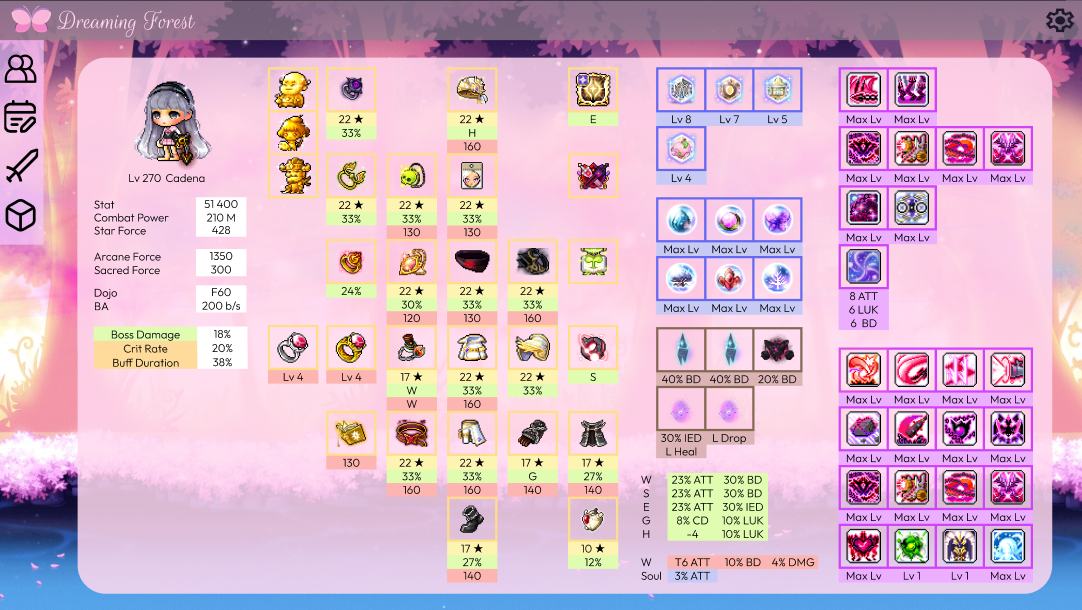 Dreaming Forest
Lv 270 Cadena
Stat 51 400
Combat Power 210 M
Star Force 428
Arcane Force 1350
Sacred Force 300
Dojo F60
BA 200 b/s
Boss Damage 18%
Crit Rate 20%
Buff Duration 38%
22 ★ 22 ★ E
33% H
160
22 ★ 22 ★ 22 ★
33% 33% 33%
130 130
24% 22 ★ 22 ★ 22 ★
30% 33% 33%
120 130 160
Lv 4 Lv 4 17 ★ 22 ★ 22 ★ S
W 33% 33%
W 160
130 22 ★ 22 ★ 17 ★ 17 ★
33% 33% G 27%
160 160 140 140
17 ★ 10 ★
27% 12%
140
Lv 8 Lv 7 Lv 5
Lv 4
Max Lv Max Lv Max Lv
Max Lv Max Lv Max Lv
40% BD 40% BD 20% BD
30% IED L Drop
L Heal
W 23% ATT 30% BD
S 23% ATT 30% BD
E 23% ATT 30% IED
G 8% CD 10% LUK
H -4 10% LUK
W T6 ATT 10% BD 4% DMG
Soul 3% ATT
Max Lv Max Lv
Max Lv Max Lv Max Lv Max Lv
Max Lv Max Lv
8 ATT
6 LUK
6 BD
Max Lv Max Lv Max Lv Max Lv
Max Lv Max Lv Max Lv Max Lv
Max Lv Max Lv Max Lv Max Lv
Max Lv Lv 1 Lv 1 Max Lv